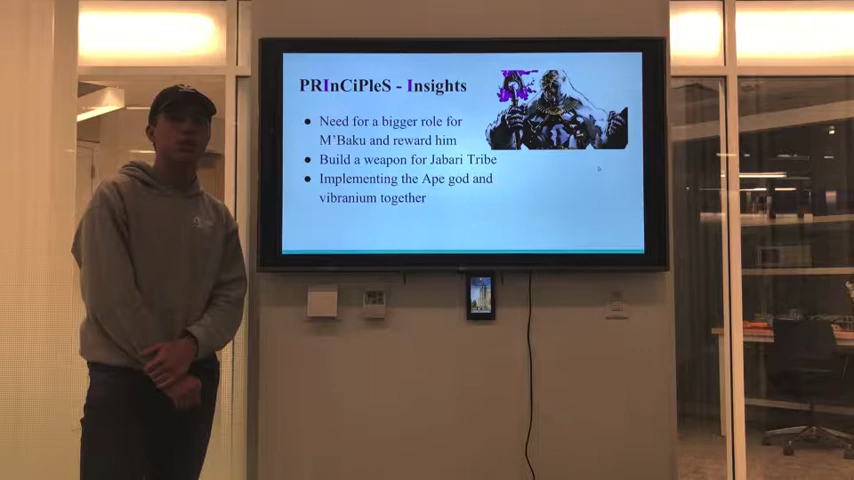 PRInCiPleS - Insights
● Need for a bigger role for
M'Baku and reward him
● Build a weapon for Jabari Tribe
● Implementing the Ape god and
vibranium together